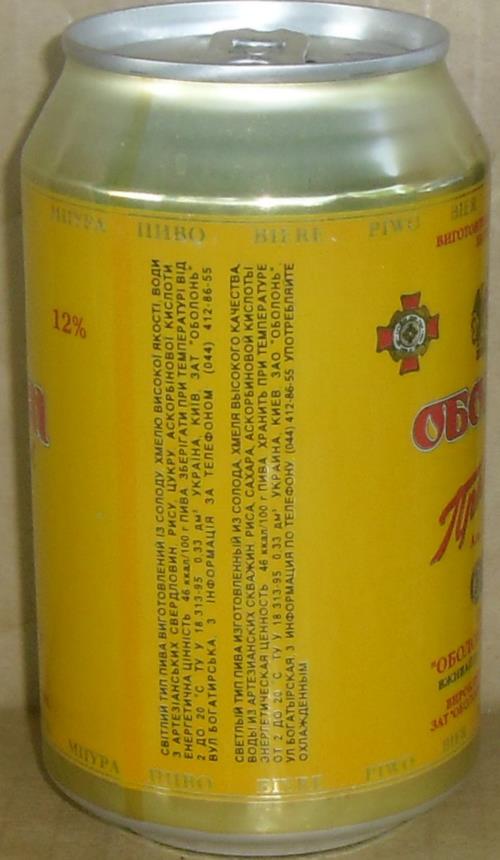 МПУРА ПИВО BIERE PIWO BIER
12%
СВІТЛИЙ ТИП ПИВА ВИГОТОВЛЕНИЙ ІЗ СОЛОДУ, ХМЕЛЮ ВИСОКОЇ ЯКОСТІ, ВОДИ
З АРТЕЗІАНСЬКИХ СВЕРДЛОВИН, РИСУ, ЦУКРУ, АСКОРБІНОВОЇ КИСЛОТИ
ЕНЕРГЕТИЧНА ЦІННІСТЬ 46 ккал/100 г ПИВА. ЗБЕРІГАТИ ПРИ ТЕМПЕРАТУРІ ВІД
2 ДО 20 °С ТУ У 18.313-95 0,33 дм³ УКРАЇНА, КИЇВ, ЗАТ "ОБОЛОНЬ",
ВУЛ.БОГАТИРСЬКА, 3 ІНФОРМАЦІЯ ЗА ТЕЛЕФОНОМ (044) 412-86-55
СВЕТЛЫЙ ТИП ПИВА ИЗГОТОВЛЕННЫЙ ИЗ СОЛОДА, ХМЕЛЯ ВЫСОКОГО КАЧЕСТВА,
ВОДЫ ИЗ АРТЕЗИАНСКИХ СКВАЖИН, РИСА, САХАРА, АСКОРБИНОВОЙ КИСЛОТЫ
ЭНЕРГЕТИЧЕСКАЯ ЦЕННОСТЬ 46 ккал/100 г ПИВА. ХРАНИТЬ ПРИ ТЕМПЕРАТУРЕ
ОТ 2 ДО 20 °С ТУ У 18.313-95 0,33 дм³ УКРАИНА, КИЕВ, ЗАО "ОБОЛОНЬ",
УЛ.БОГАТЫРСКАЯ, 3 ИНФОРМАЦИЯ ПО ТЕЛЕФОНУ (044) 412-86-55 УПОТРЕБЛЯЙТЕ
ОХЛАЖДЕННЫМ
МПУРА ПИВО BIERE PIWO BIER